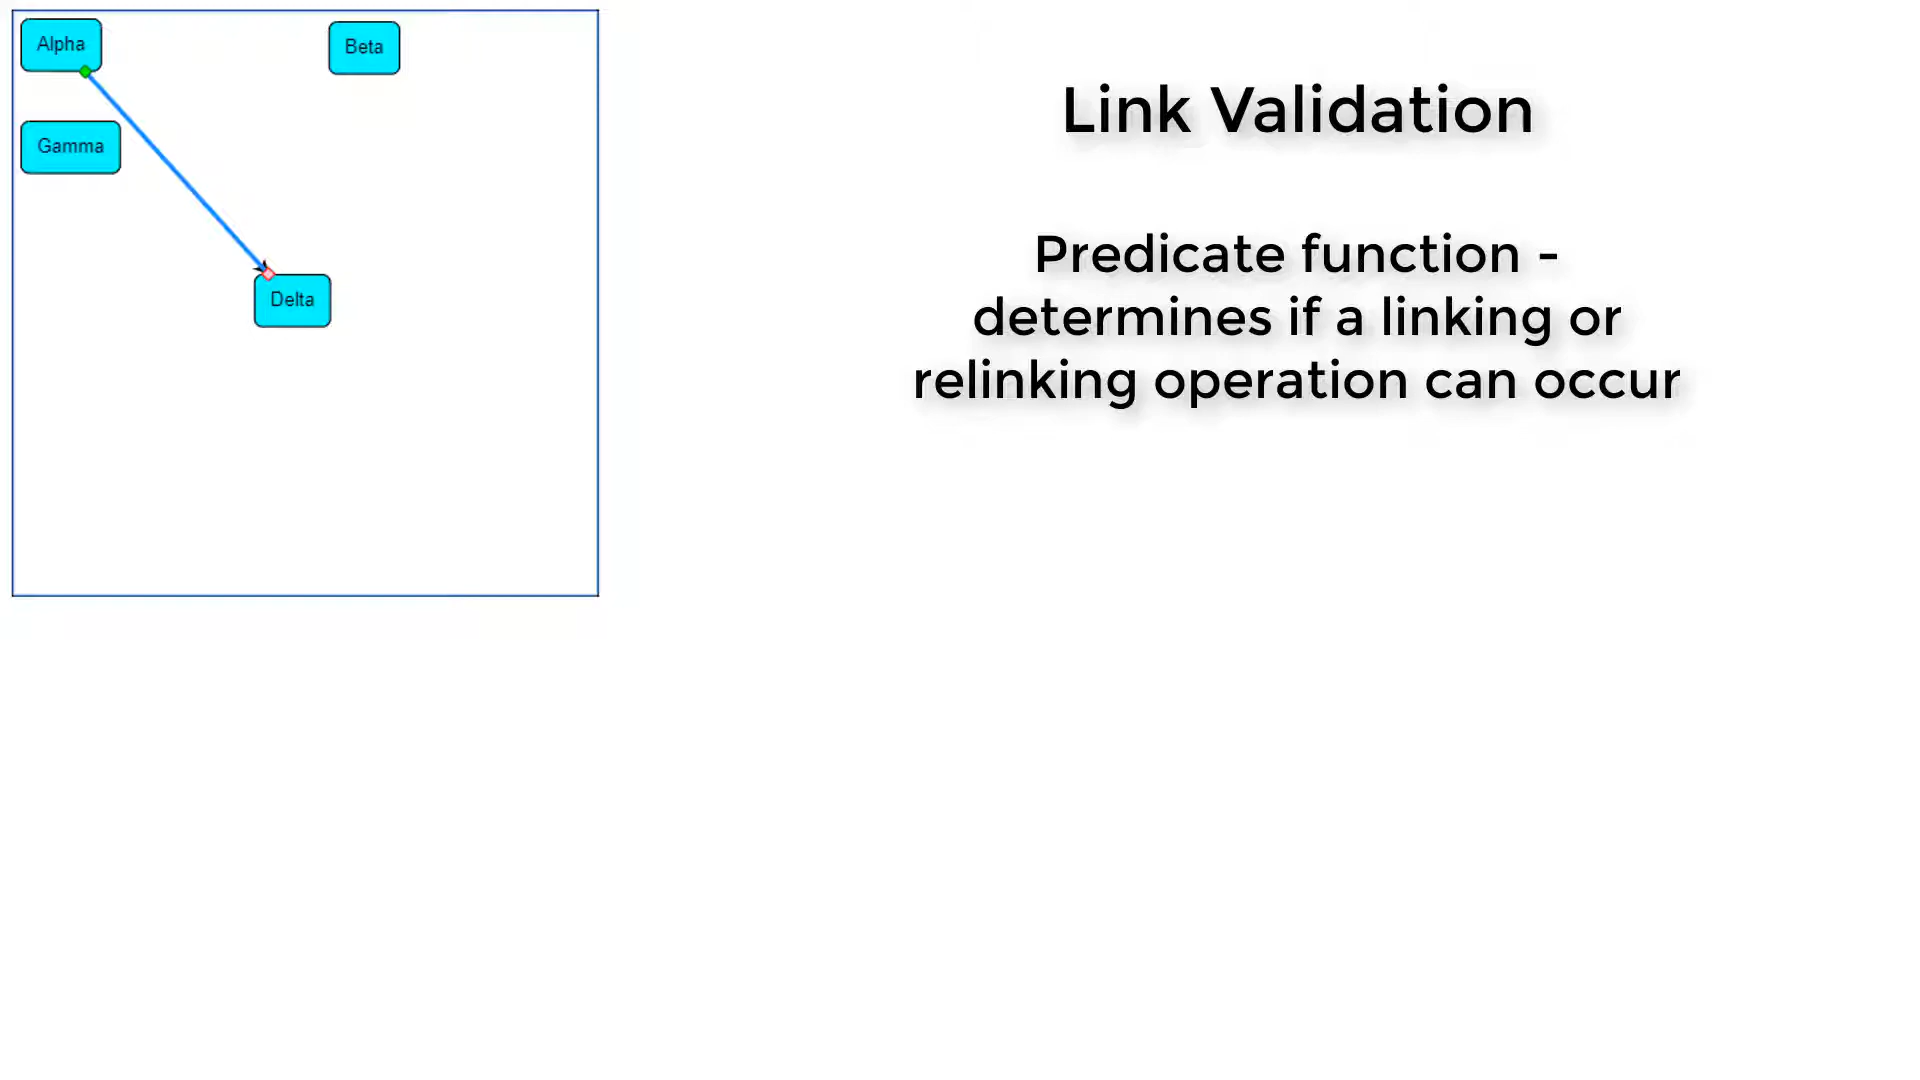 Alpha
Beta
Gamma
Delta
Link Validation
Predicate function -
determines if a linking or
relinking operation can occur